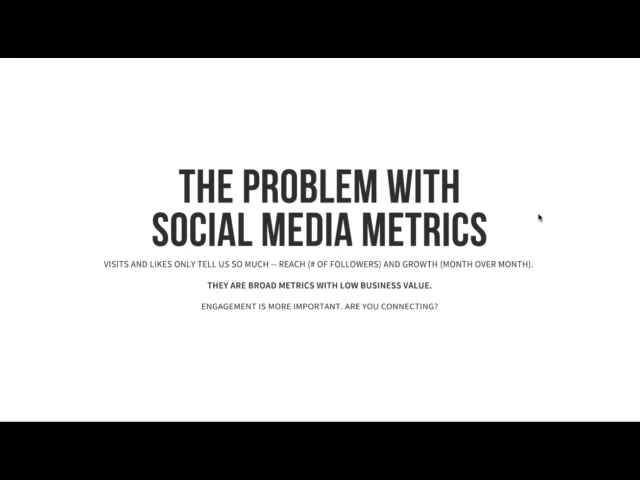 THE PROBLEM WITH
SOCIAL MEDIA METRICS
VISITS AND LIKES ONLY TELL US SO MUCH -- REACH (# OF FOLLOWERS) AND GROWTH (MONTH OVER MONTH).
THEY ARE BROAD METRICS WITH LOW BUSINESS VALUE.
ENGAGEMENT IS MORE IMPORTANT. ARE YOU CONNECTING?